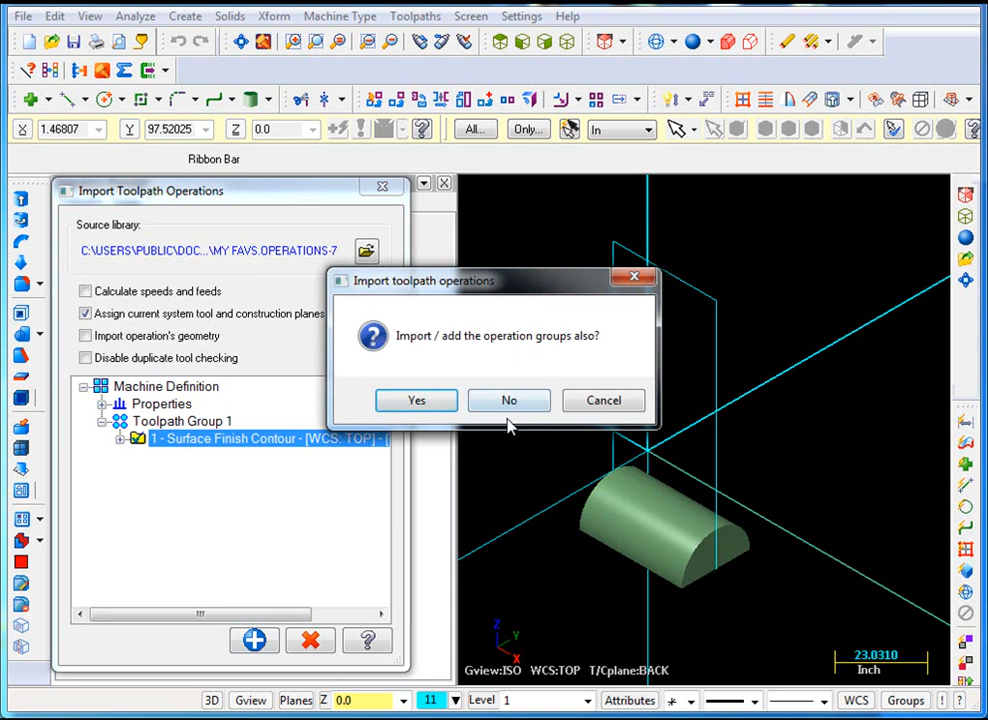 File Edit View Analyze Create Solids Xform Machine Type Toolpaths Screen Settings Help
X 1.46807 Y 97.52025 Z 0.0 All... Only... In
Ribbon Bar
Import Toolpath Operations
Source library:
C:\USERS\PUBLIC\DOC...\MY FAVS.OPERATIONS-7
Calculate speeds and feeds
Assign current system tool and construction planes
Import operation's geometry
Disable duplicate tool checking
Machine Definition
Properties
Toolpath Group 1
1 - Surface Finish Contour - [WCS: TOP] - [
Import toolpath operations
Import / add the operation groups also?
Yes No Cancel
Z
Y
X
Gview:ISO WCS:TOP T/Cplane:BACK
23.0310
Inch
3D Gview Planes Z 0.0 11 Level 1 Attributes WCS Groups ! ?